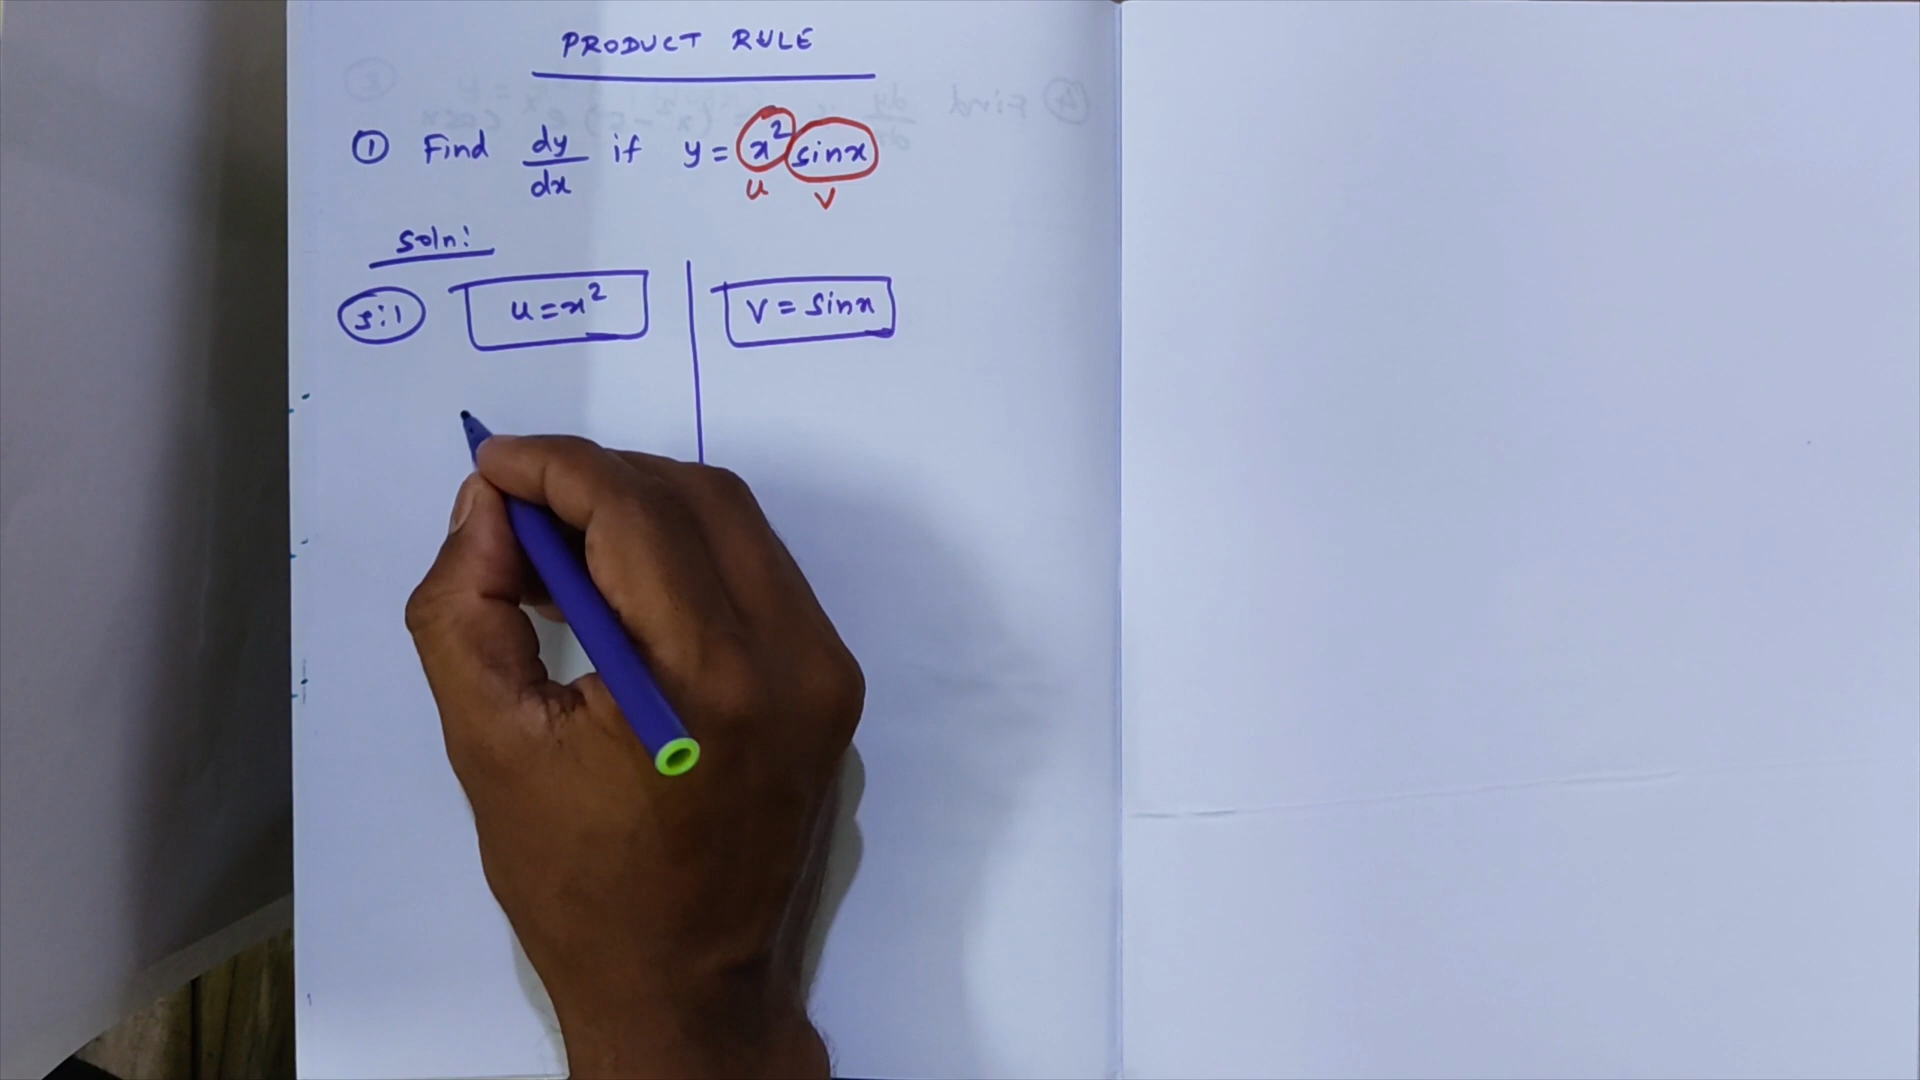 PRODUCT RULE
① Find dy/dx if y = x² sinx
u v
Soln:
S:1 u = x² v = sinx